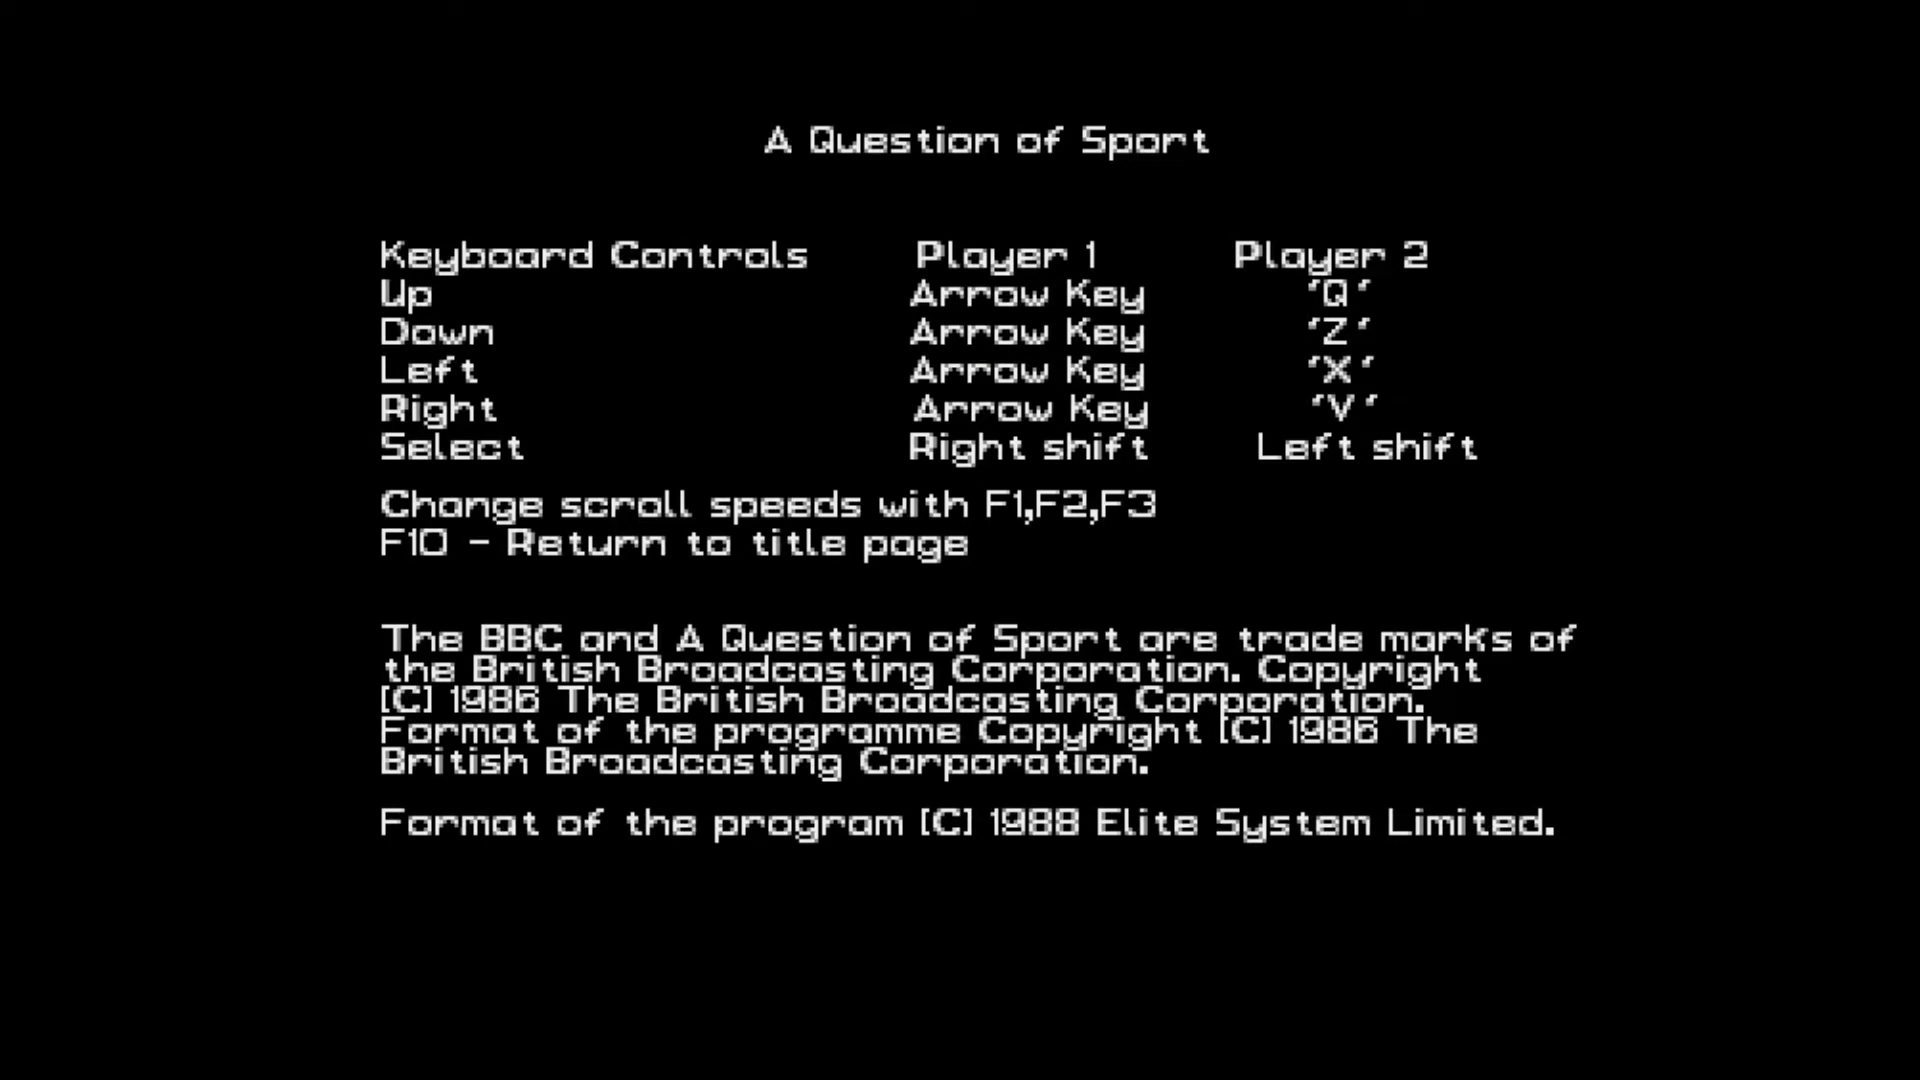 A Question of Sport
Keyboard Controls Player 1 Player 2
Up Arrow Key 'Q'
Down Arrow Key 'Z'
Left Arrow Key 'X'
Right Arrow Key 'V'
Select Right shift Left shift
Change scroll speeds with F1,F2,F3
F10 - Return to title page
The BBC and A Question of Sport are trade marks of
the British Broadcasting Corporation. Copyright
[C] 1986 The British Broadcasting Corporation.
Format of the programme Copyright [C] 1986 The
British Broadcasting Corporation.
Format of the program [C] 1988 Elite System Limited.